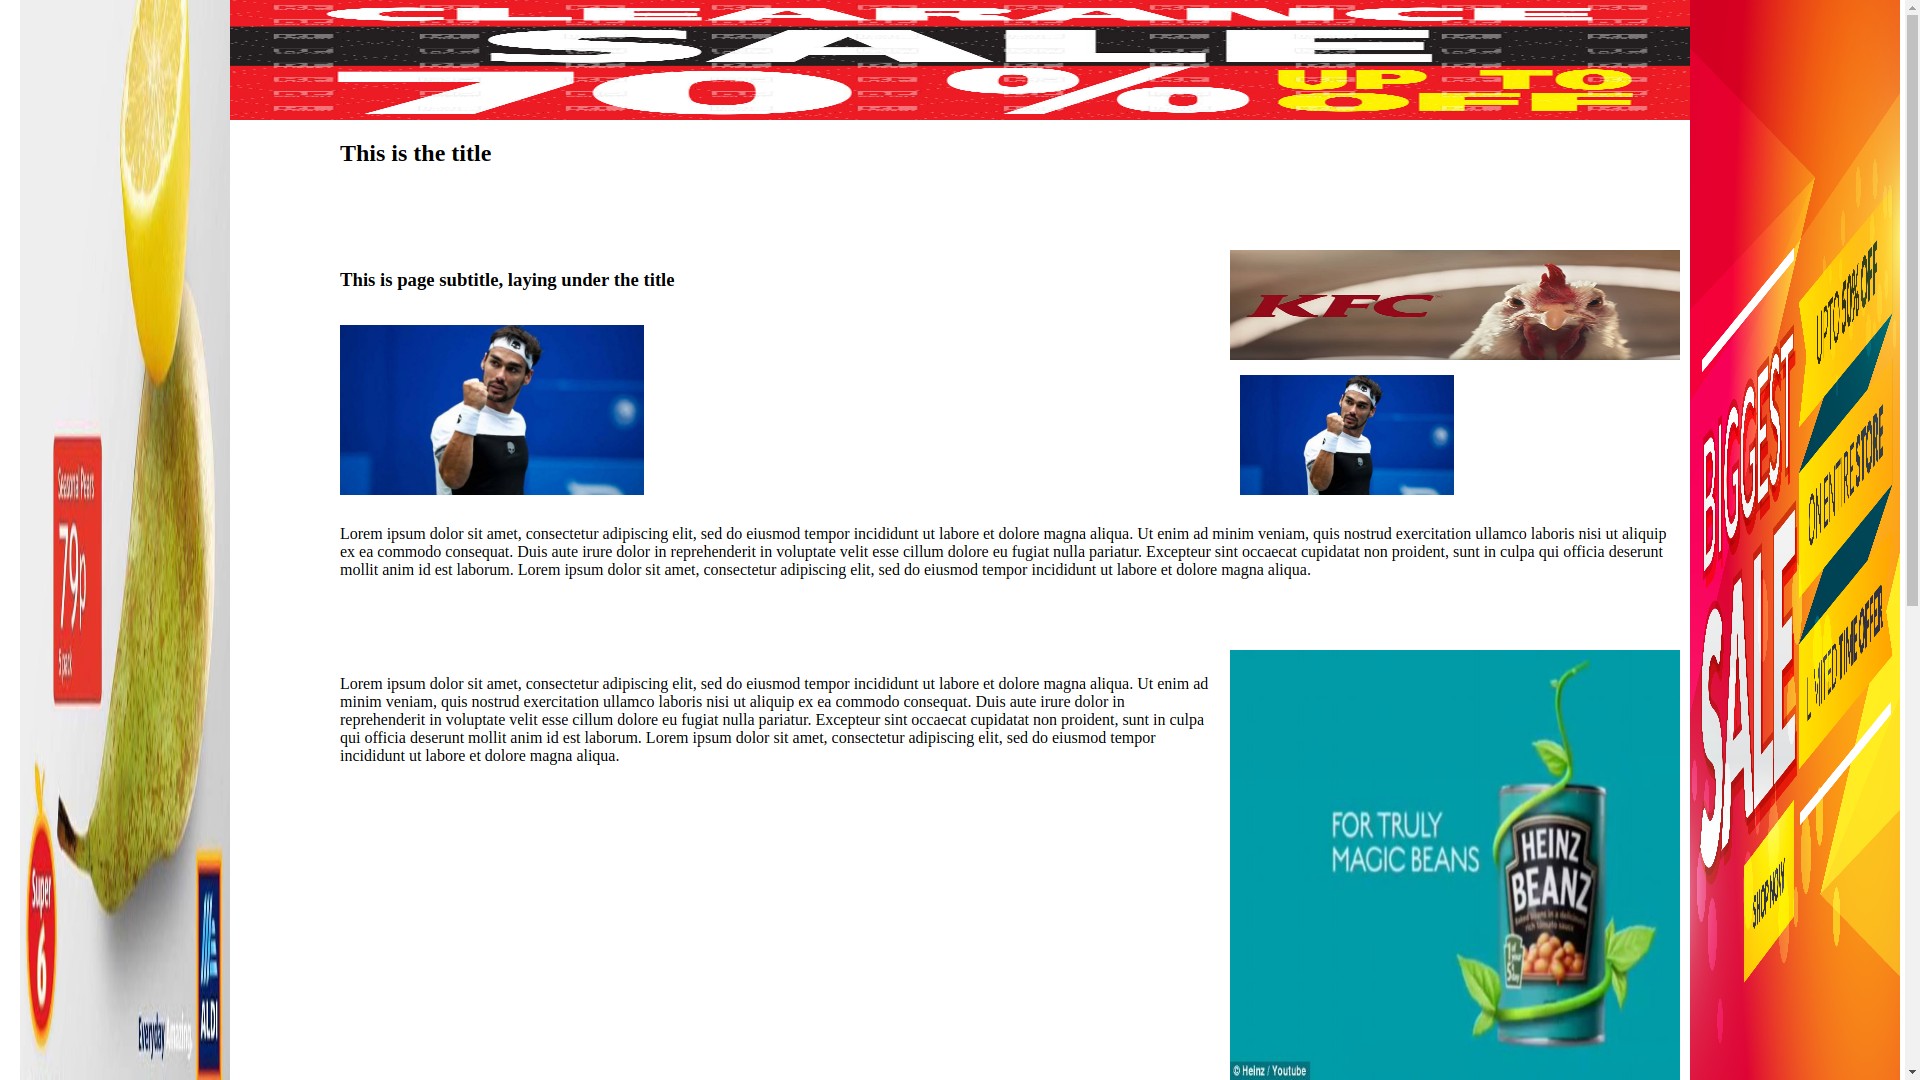 CLEARANCE
SALE
70% UP TO
OFF
This is the title
This is page subtitle, laying under the title
KFC
Lorem ipsum dolor sit amet, consectetur adipiscing elit, sed do eiusmod tempor incididunt ut labore et dolore magna aliqua. Ut enim ad minim veniam, quis nostrud exercitation ullamco laboris nisi ut aliquip
ex ea commodo consequat. Duis aute irure dolor in reprehenderit in voluptate velit esse cillum dolore eu fugiat nulla pariatur. Excepteur sint occaecat cupidatat non proident, sunt in culpa qui officia deserunt
mollit anim id est laborum. Lorem ipsum dolor sit amet, consectetur adipiscing elit, sed do eiusmod tempor incididunt ut labore et dolore magna aliqua.
Lorem ipsum dolor sit amet, consectetur adipiscing elit, sed do eiusmod tempor incididunt ut labore et dolore magna aliqua. Ut enim ad
minim veniam, quis nostrud exercitation ullamco laboris nisi ut aliquip ex ea commodo consequat. Duis aute irure dolor in
reprehenderit in voluptate velit esse cillum dolore eu fugiat nulla pariatur. Excepteur sint occaecat cupidatat non proident, sunt in culpa
qui officia deserunt mollit anim id est laborum. Lorem ipsum dolor sit amet, consectetur adipiscing elit, sed do eiusmod tempor
incididunt ut labore et dolore magna aliqua.
FOR TRULY
MAGIC BEANS
HEINZ
BEANZ
Baked beans in a deliciously
rich tomato sauce
© Heinz / Youtube
Seasonal Pears
79p
Super
6
ALDI
Everyday Amazing.
BIGGEST
SALE
UP TO 50% OFF
ON ENTIRE STORE
LIMITED TIME OFFER
SHOP NOW